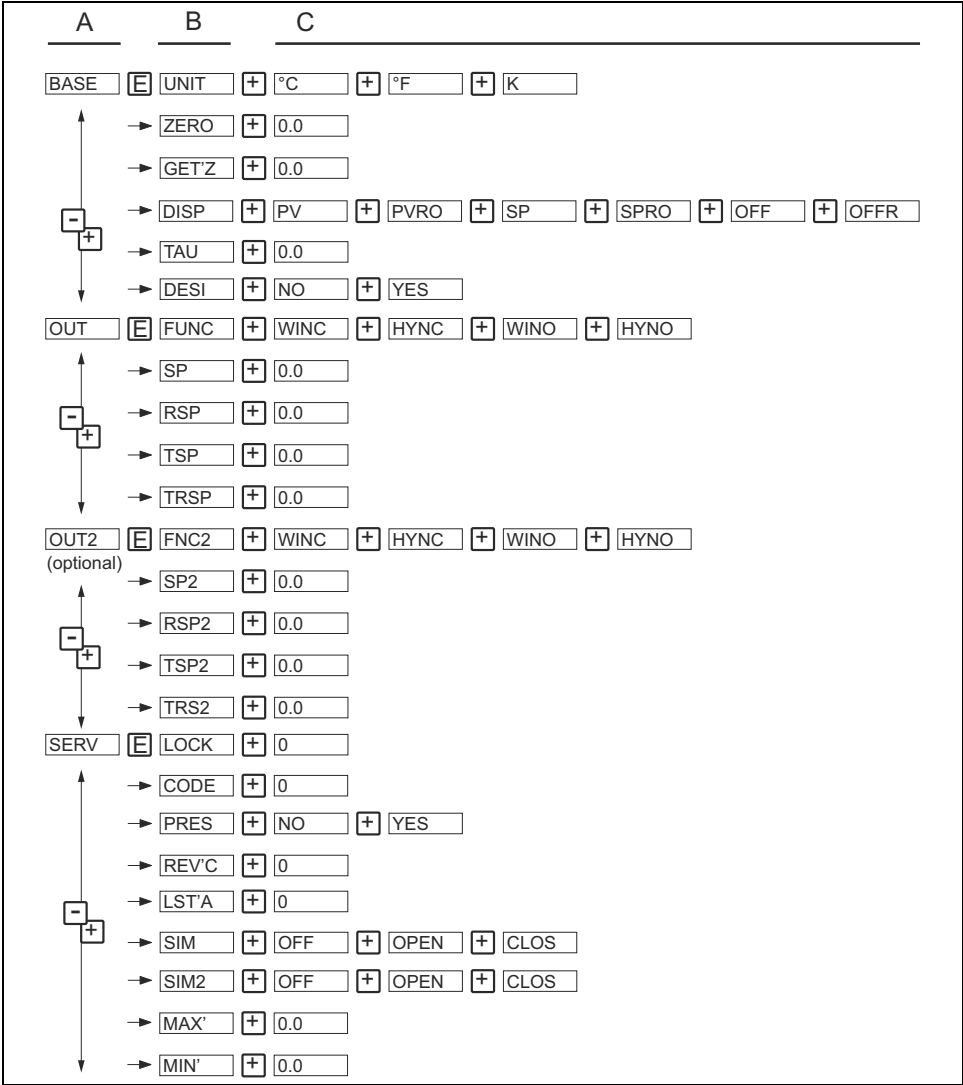 A B C
BASE E UNIT + °C + °F + K
ZERO + 0.0
GET'Z + 0.0
DISP + PV + PVRO + SP + SPRO + OFF + OFFR
- +
TAU + 0.0
DESI + NO + YES
OUT E FUNC + WINC + HYNC + WINO + HYNO
SP + 0.0
RSP + 0.0
- +
TSP + 0.0
TRSP + 0.0
OUT2 E FNC2 + WINC + HYNC + WINO + HYNO
(optional)
SP2 + 0.0
RSP2 + 0.0
- +
TSP2 + 0.0
TRS2 + 0.0
SERV E LOCK + 0
CODE + 0
PRES + NO + YES
REV'C + 0
LST'A + 0
- +
SIM + OFF + OPEN + CLOS
SIM2 + OFF + OPEN + CLOS
MAX' + 0.0
MIN' + 0.0